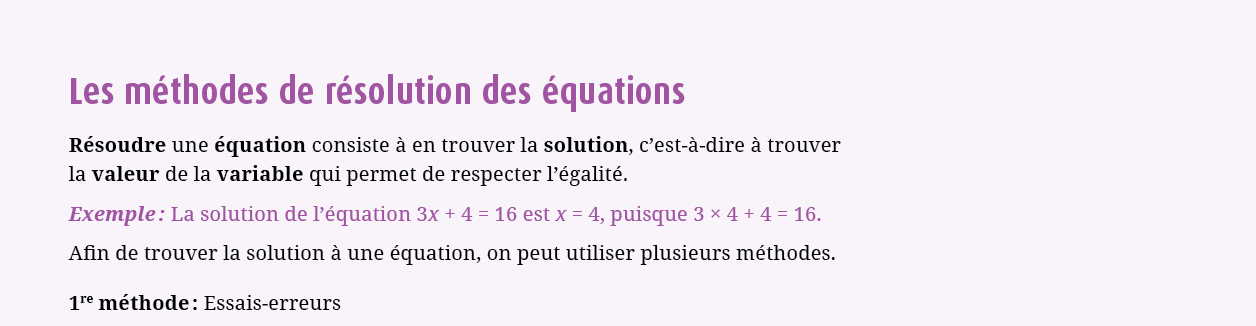 Les méthodes de résolution des équations
Résoudre une équation consiste à en trouver la solution, c’est-à-dire à trouver
la valeur de la variable qui permet de respecter l’égalité.
Exemple : La solution de l’équation 3x + 4 = 16 est x = 4, puisque 3 × 4 + 4 = 16.
Afin de trouver la solution à une équation, on peut utiliser plusieurs méthodes.
1re méthode : Essais-erreurs